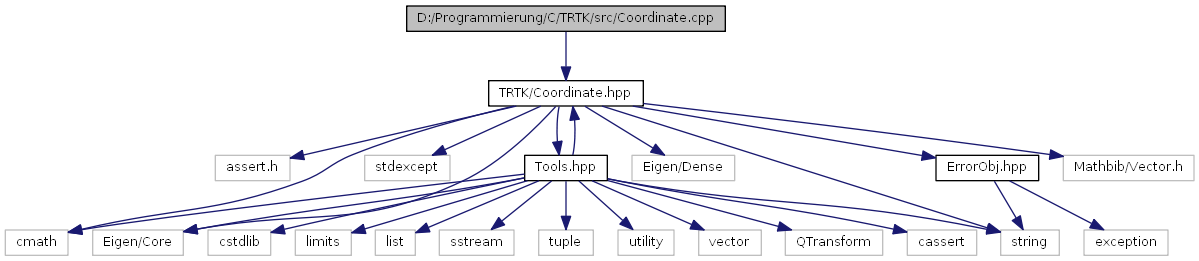 D:/Programmierung/C/TRTK/src/Coordinate.cpp
TRTK/Coordinate.hpp
assert.h
stdexcept
Tools.hpp
Eigen/Dense
ErrorObj.hpp
Mathbib/Vector.h
cmath
Eigen/Core
cstdlib
limits
list
sstream
tuple
utility
vector
QTransform
cassert
string
exception